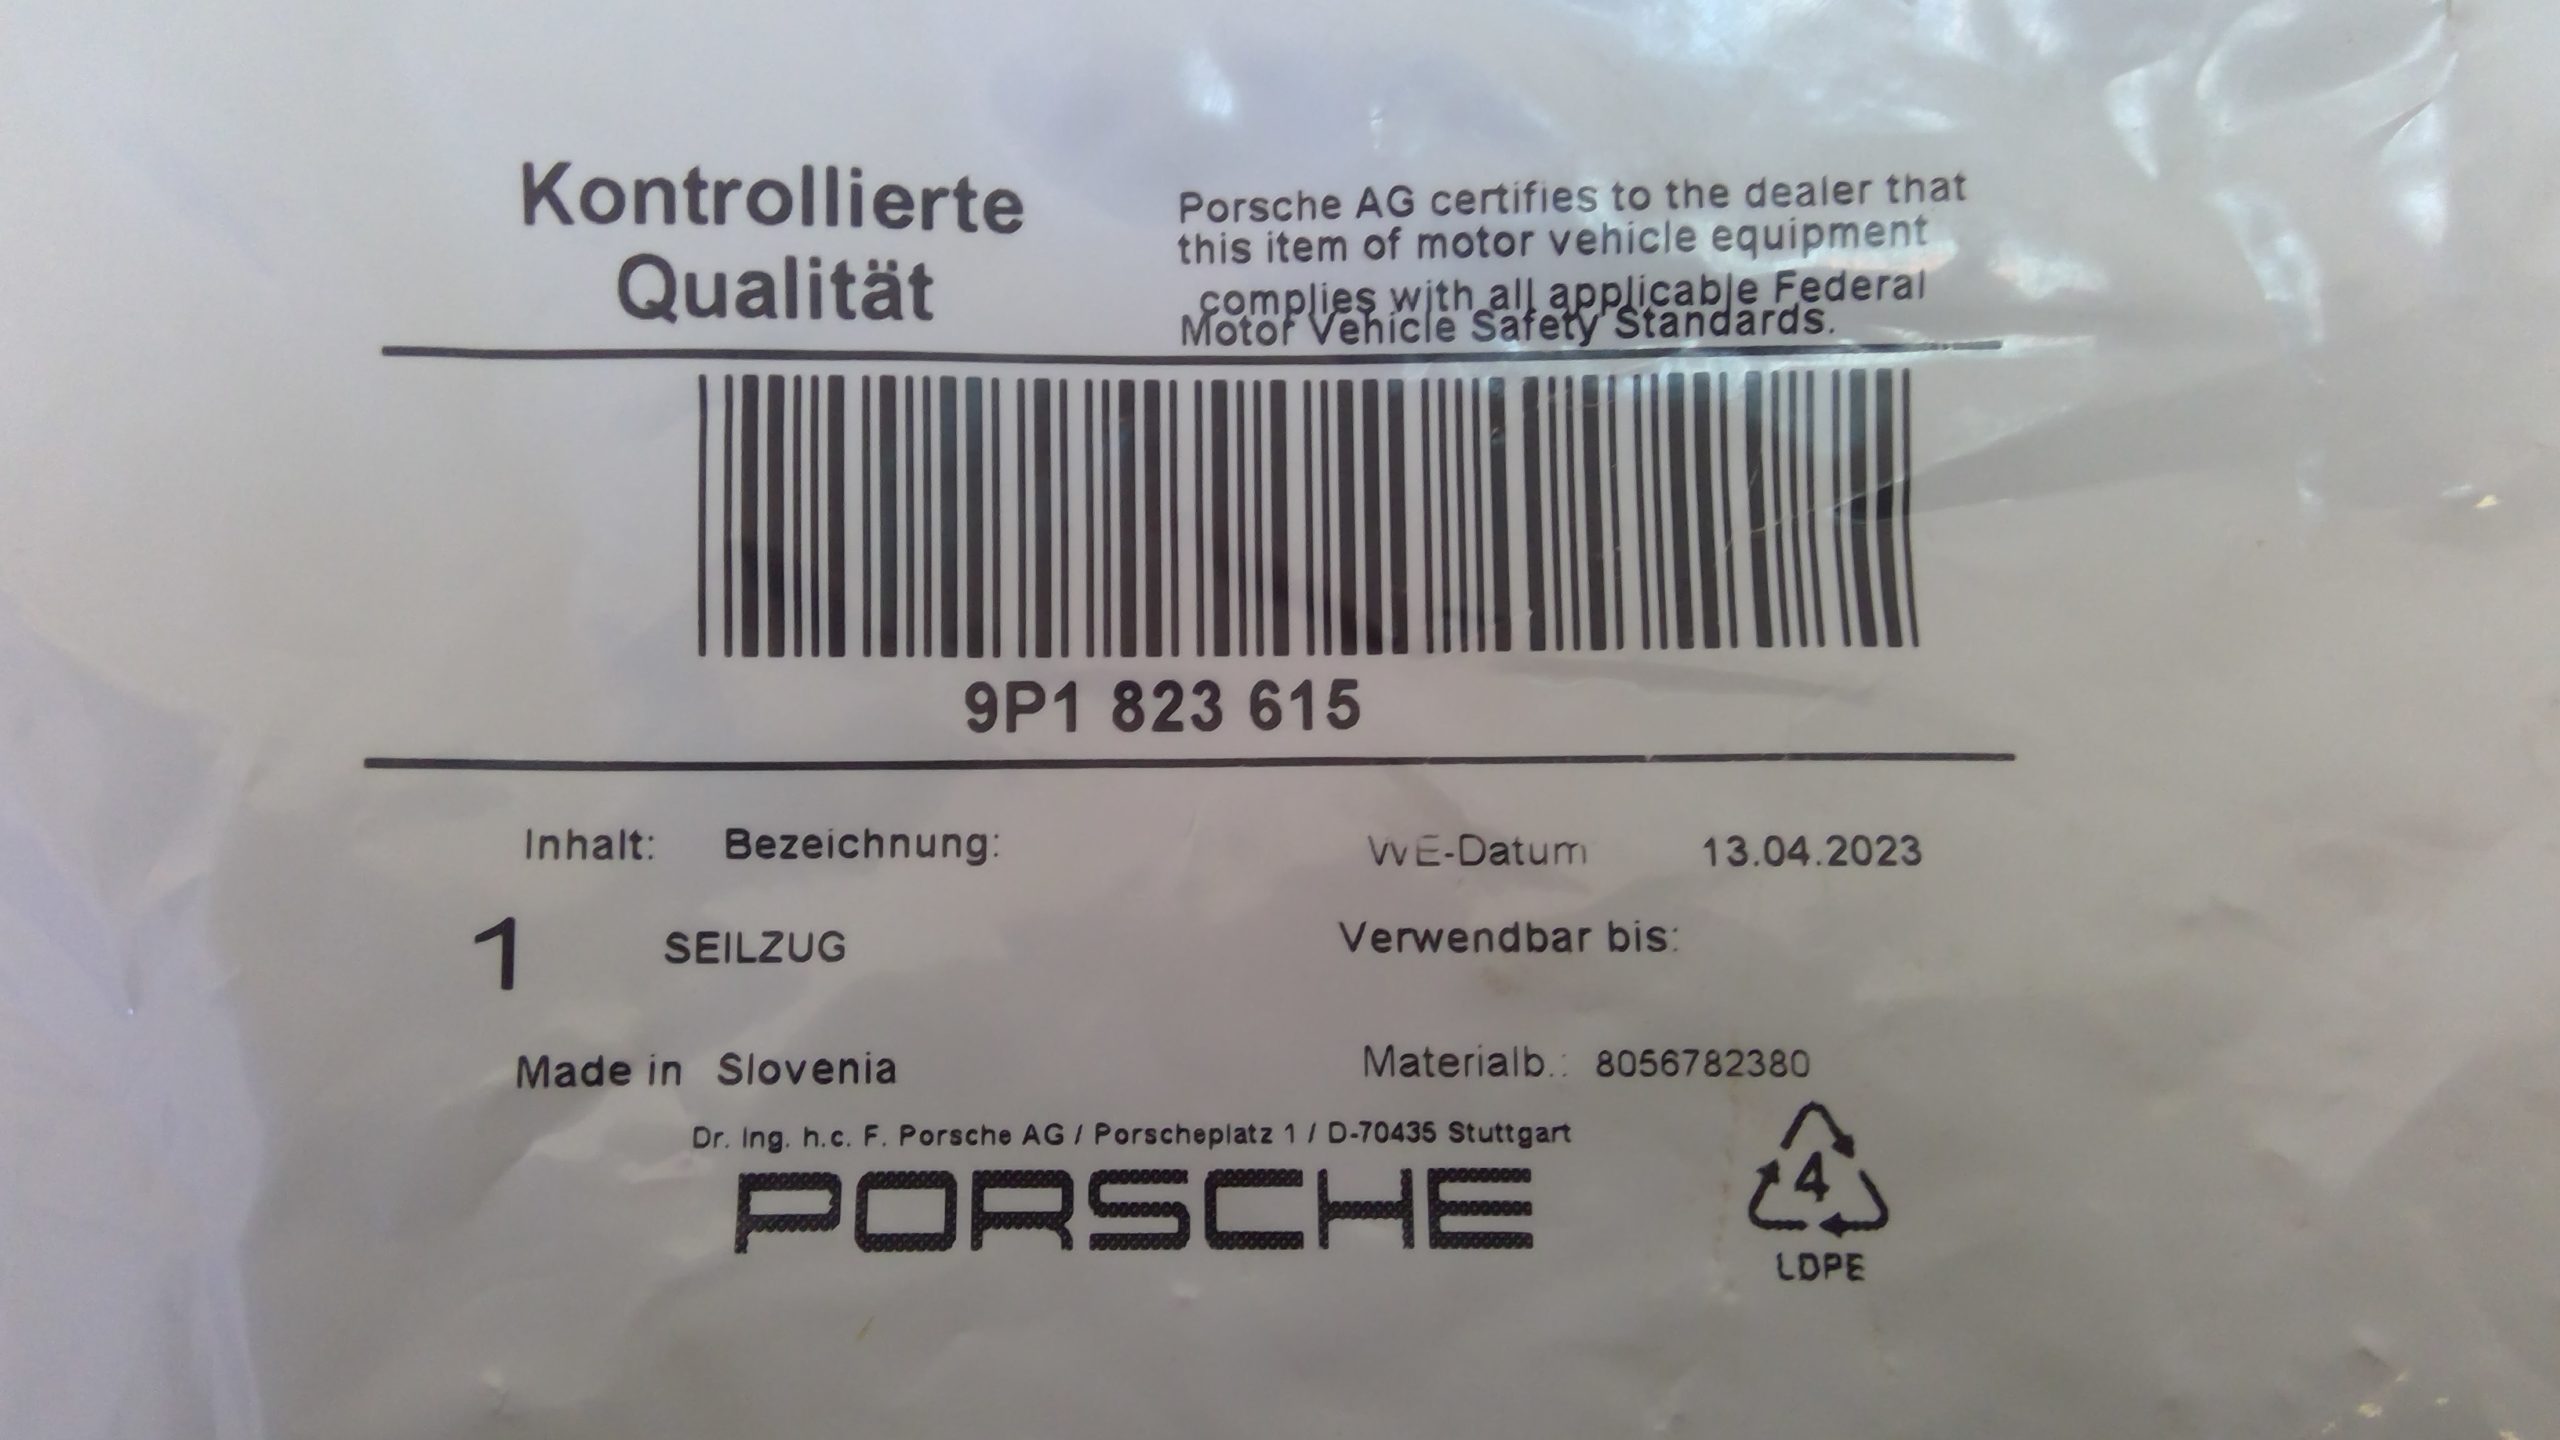 Kontrollierte
Qualität
Porsche AG certifies to the dealer that
this item of motor vehicle equipment
complies with all applicable Federal
Motor Vehicle Safety Standards.
9P1 823 615
Inhalt: Bezeichnung: WE-Datum 13.04.2023
1 SEILZUG Verwendbar bis:
Made in Slovenia Materialb.: 8056782380
Dr. Ing. h.c. F. Porsche AG / Porscheplatz 1 / D-70435 Stuttgart
PORSCHE
4
LDPE